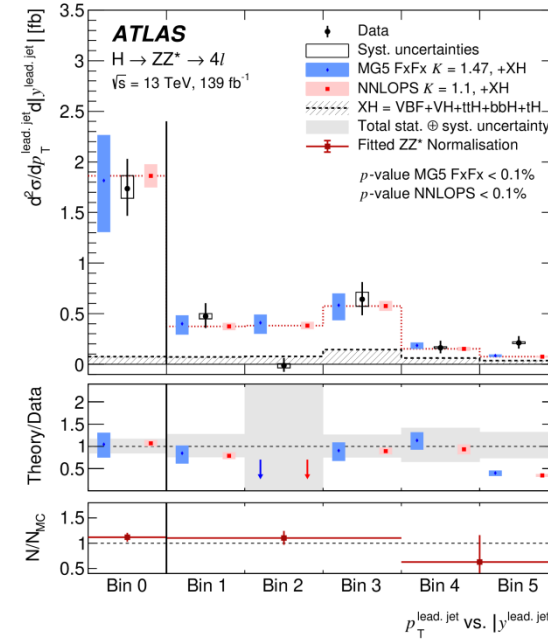 d²σ/dp_T^lead. jet d|y^lead. jet| [fb]
3.5
3
2.5
2
1.5
1
0.5
0
ATLAS
H → ZZ* → 4l
√s = 13 TeV, 139 fb⁻¹
Data
Syst. uncertainties
MG5 FxFx K = 1.47, +XH
NNLOPS K = 1.1, +XH
XH = VBF+VH+ttH+bbH+tH
Total stat. ⊕ syst. uncertainty
Fitted ZZ* Normalisation
p-value MG5 FxFx < 0.1%
p-value NNLOPS < 0.1%
Theory/Data
2
1.5
1
0.5
N/N_MC
1.5
1
0.5
Bin 0 Bin 1 Bin 2 Bin 3 Bin 4 Bin 5
p_T^lead. jet vs. |y^lead. jet